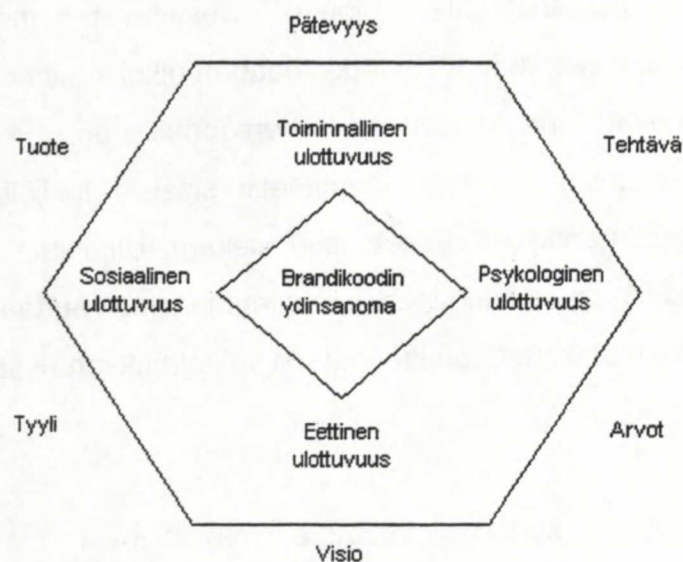 Pätevyys
Toiminnallinen
ulottuvuus
Tuote
Tehtävä
Sosiaalinen
ulottuvuus
Brandikoodin
ydinsanoma
Psykologinen
ulottuvuus
Tyyli
Eettinen
ulottuvuus
Arvot
Visio